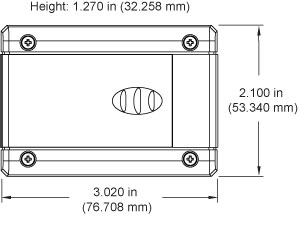 Height: 1.270 in (32.258 mm)
2.100 in
(53.340 mm)
3.020 in
(76.708 mm)